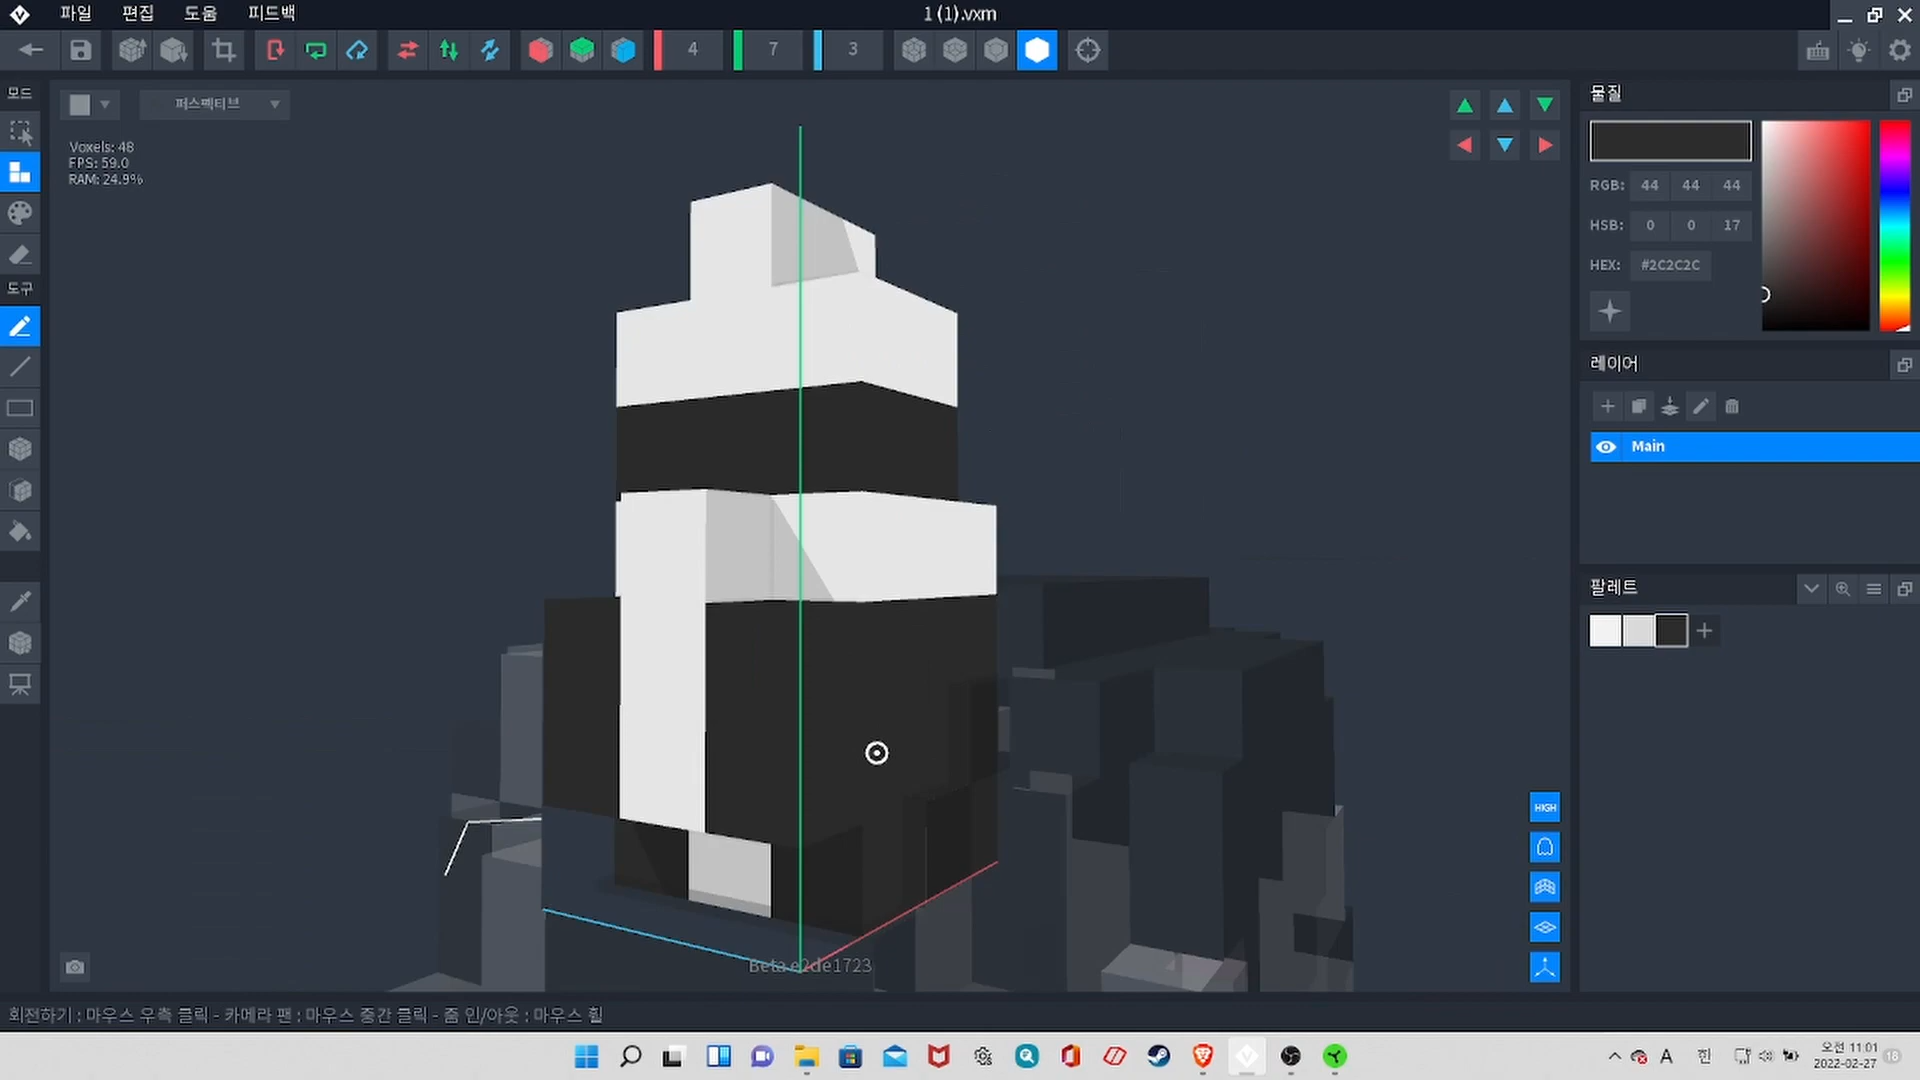 파일 편집 도움 피드백
1 (1).vxm
4 7 3
모드
도구
퍼스펙티브
Voxels: 48
FPS: 59.0
RAM: 24.9%
물질
RGB: 44 44 44
HSB: 0 0 17
HEX: #2C2C2C
레이어
Main
팔레트
HIGH
Beta e2de1723
회전하기 : 마우스 우측 클릭 - 카메라 팬 : 마우스 중간 클릭 - 줌 인/아웃 : 마우스 휠
A 한
오전 11:01
2022-02-27
18